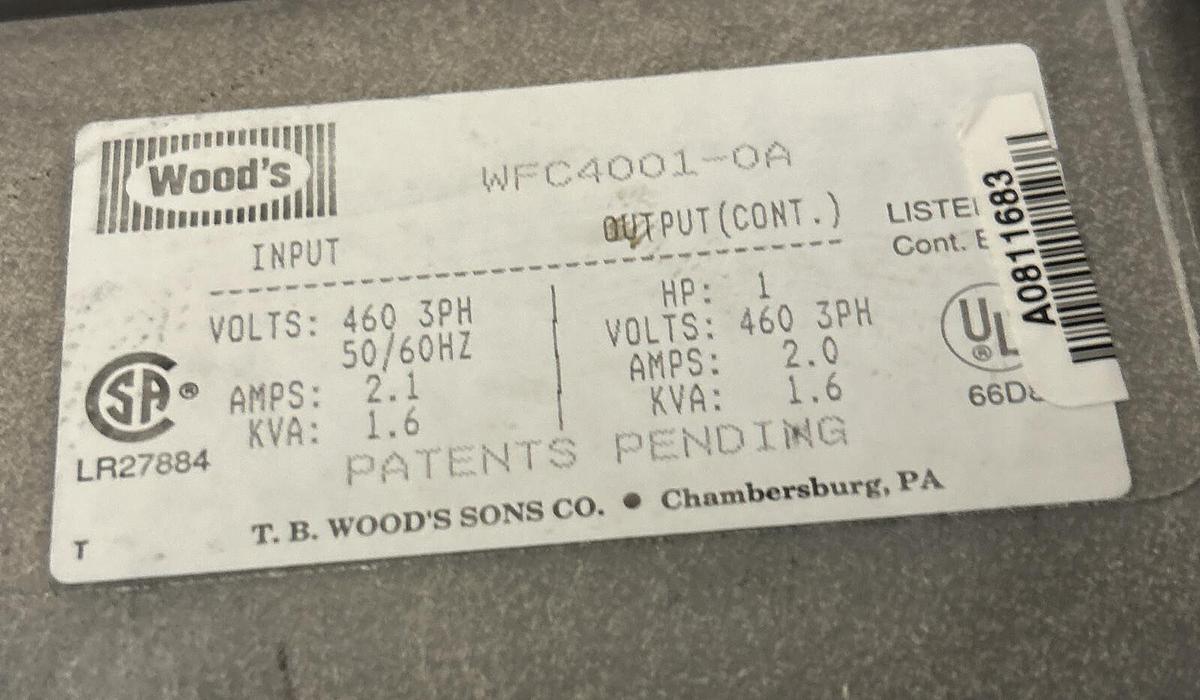 Wood's
WFC4001-0A
INPUT
OUTPUT(CONT.)
LISTE
Cont. E
VOLTS: 460 3PH
50/60HZ
AMPS: 2.1
KVA: 1.6
HP: 1
VOLTS: 460 3PH
AMPS: 2.0
KVA: 1.6
SA ®
LR27884
UL ®
66D
A0811683
PATENTS PENDING
T. B. WOOD'S SONS CO. • Chambersburg, PA
T